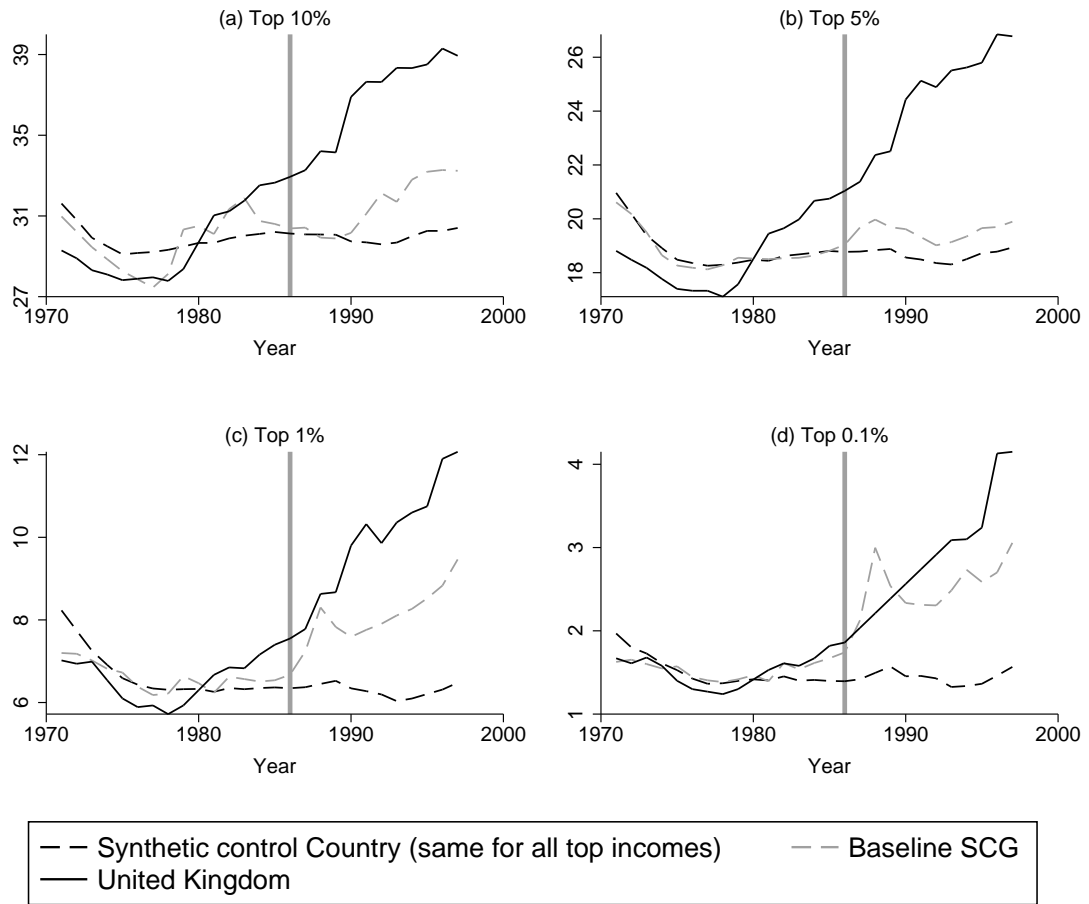 (a) Top 10%
27 31 35 39
1970 1980 1990 2000
Year
(b) Top 5%
18 20 22 24 26
1970 1980 1990 2000
Year
(c) Top 1%
6 8 10 12
1970 1980 1990 2000
Year
(d) Top 0.1%
1 2 3 4
1970 1980 1990 2000
Year
Synthetic control Country (same for all top incomes)
Baseline SCG
United Kingdom